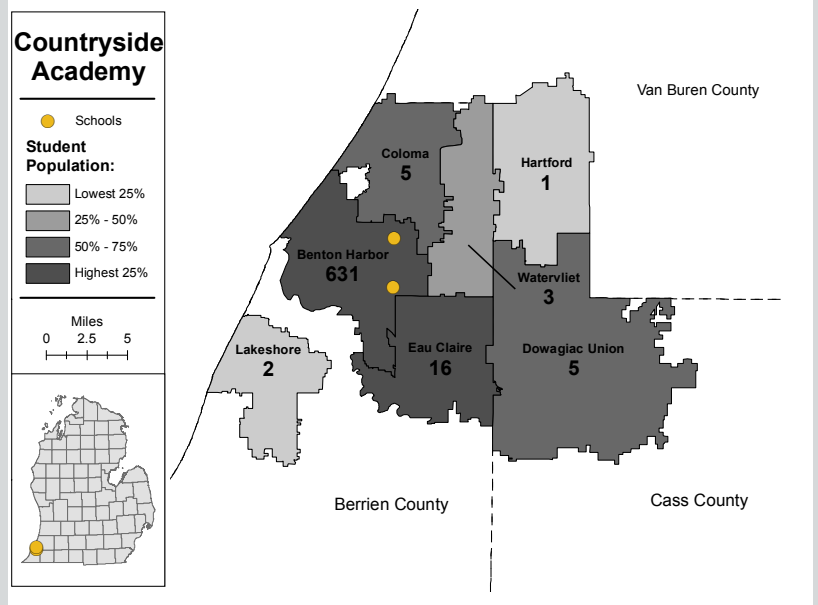 Countryside
Academy
Schools
Student
Population:
Lowest 25%
25% - 50%
50% - 75%
Highest 25%
Miles
0 2.5 5
Van Buren County
Coloma
5
Hartford
1
Benton Harbor
631
Watervliet
3
Lakeshore
2
Eau Claire
16
Dowagiac Union
5
Berrien County
Cass County